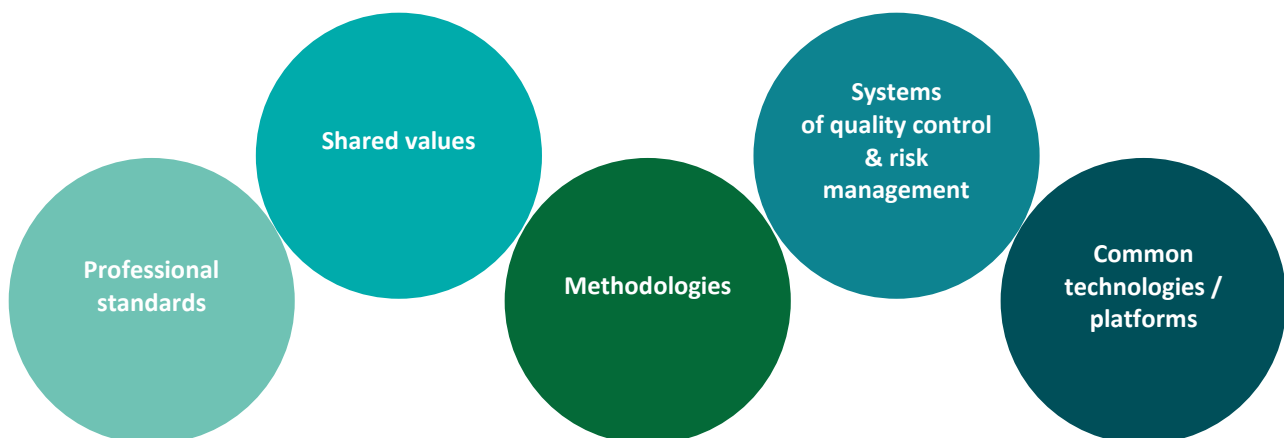 Professional
standards
Shared values
Methodologies
Systems
of quality control
& risk
management
Common
technologies /
platforms